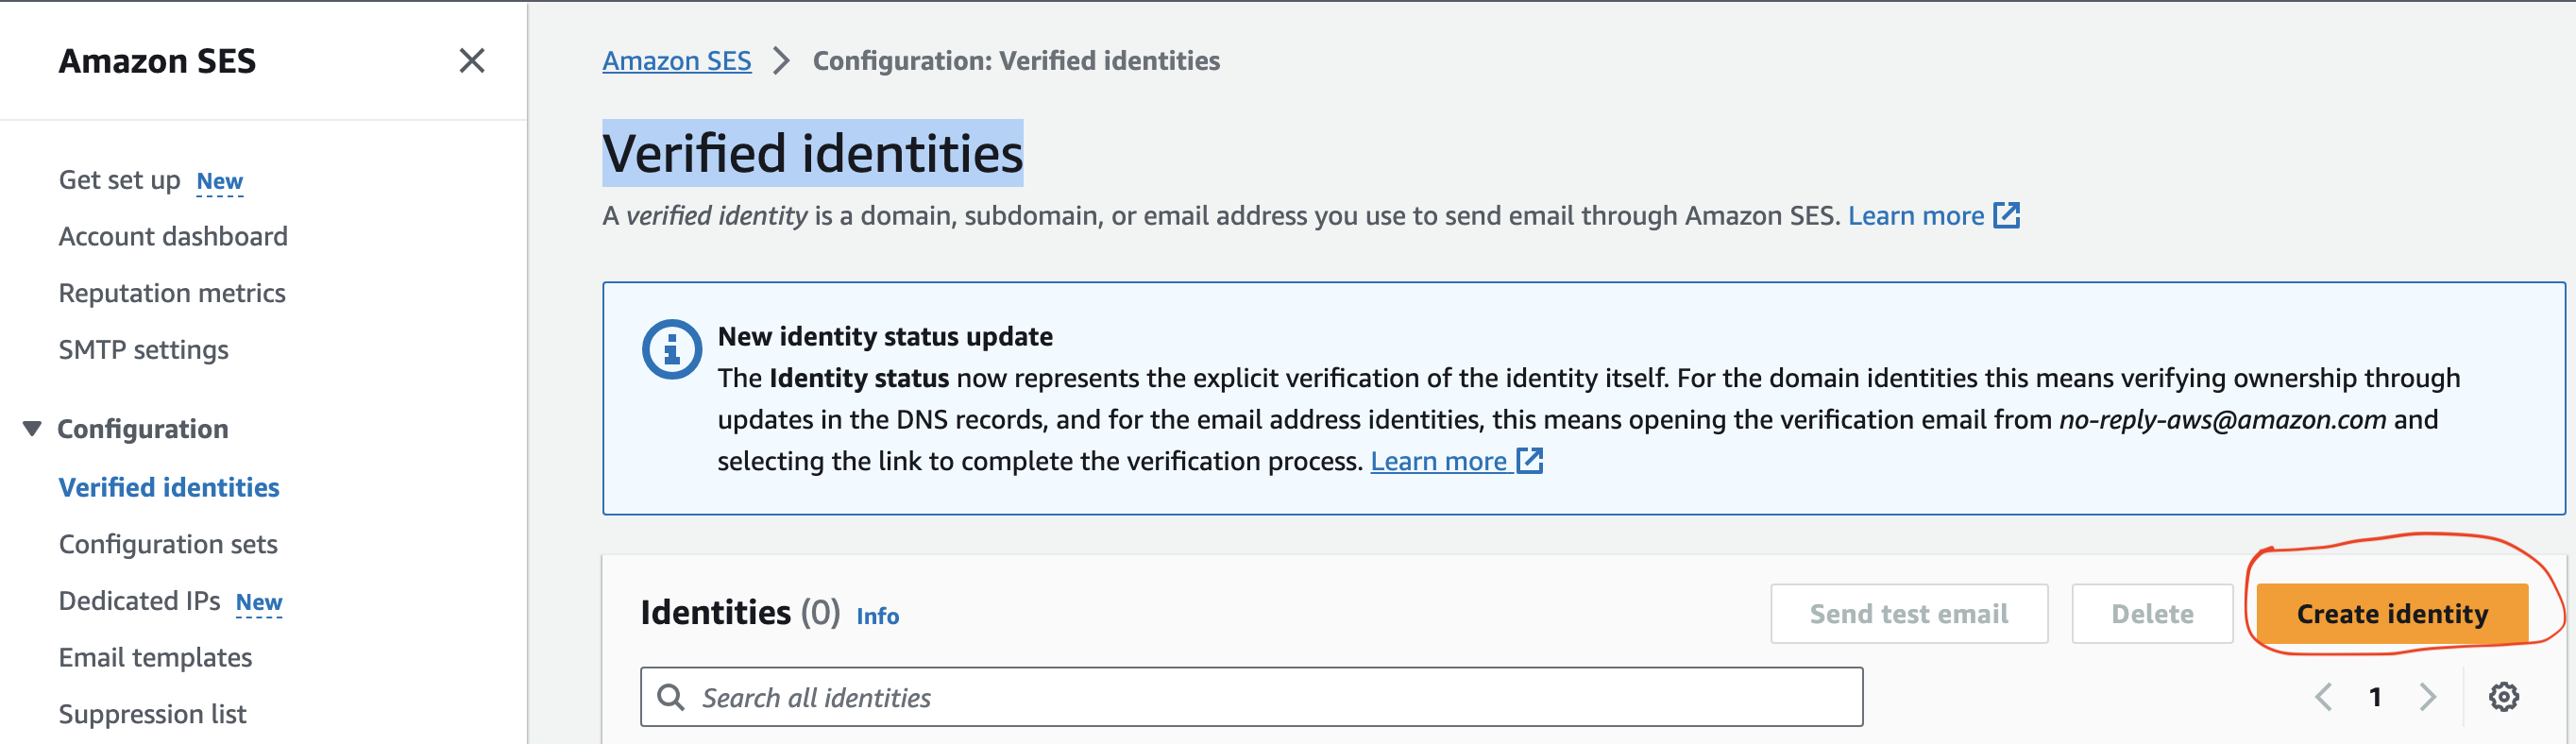 Amazon SES
Get set up New
Account dashboard
Reputation metrics
SMTP settings
Configuration
Verified identities
Configuration sets
Dedicated IPs New
Email templates
Suppression list
Amazon SES > Configuration: Verified identities
Verified identities
A verified identity is a domain, subdomain, or email address you use to send email through Amazon SES. Learn more
New identity status update
The Identity status now represents the explicit verification of the identity itself. For the domain identities this means verifying ownership through
updates in the DNS records, and for the email address identities, this means opening the verification email from no-reply-aws@amazon.com and
selecting the link to complete the verification process. Learn more
Identities (0) Info
Send test email
Delete
Create identity
Search all identities
1